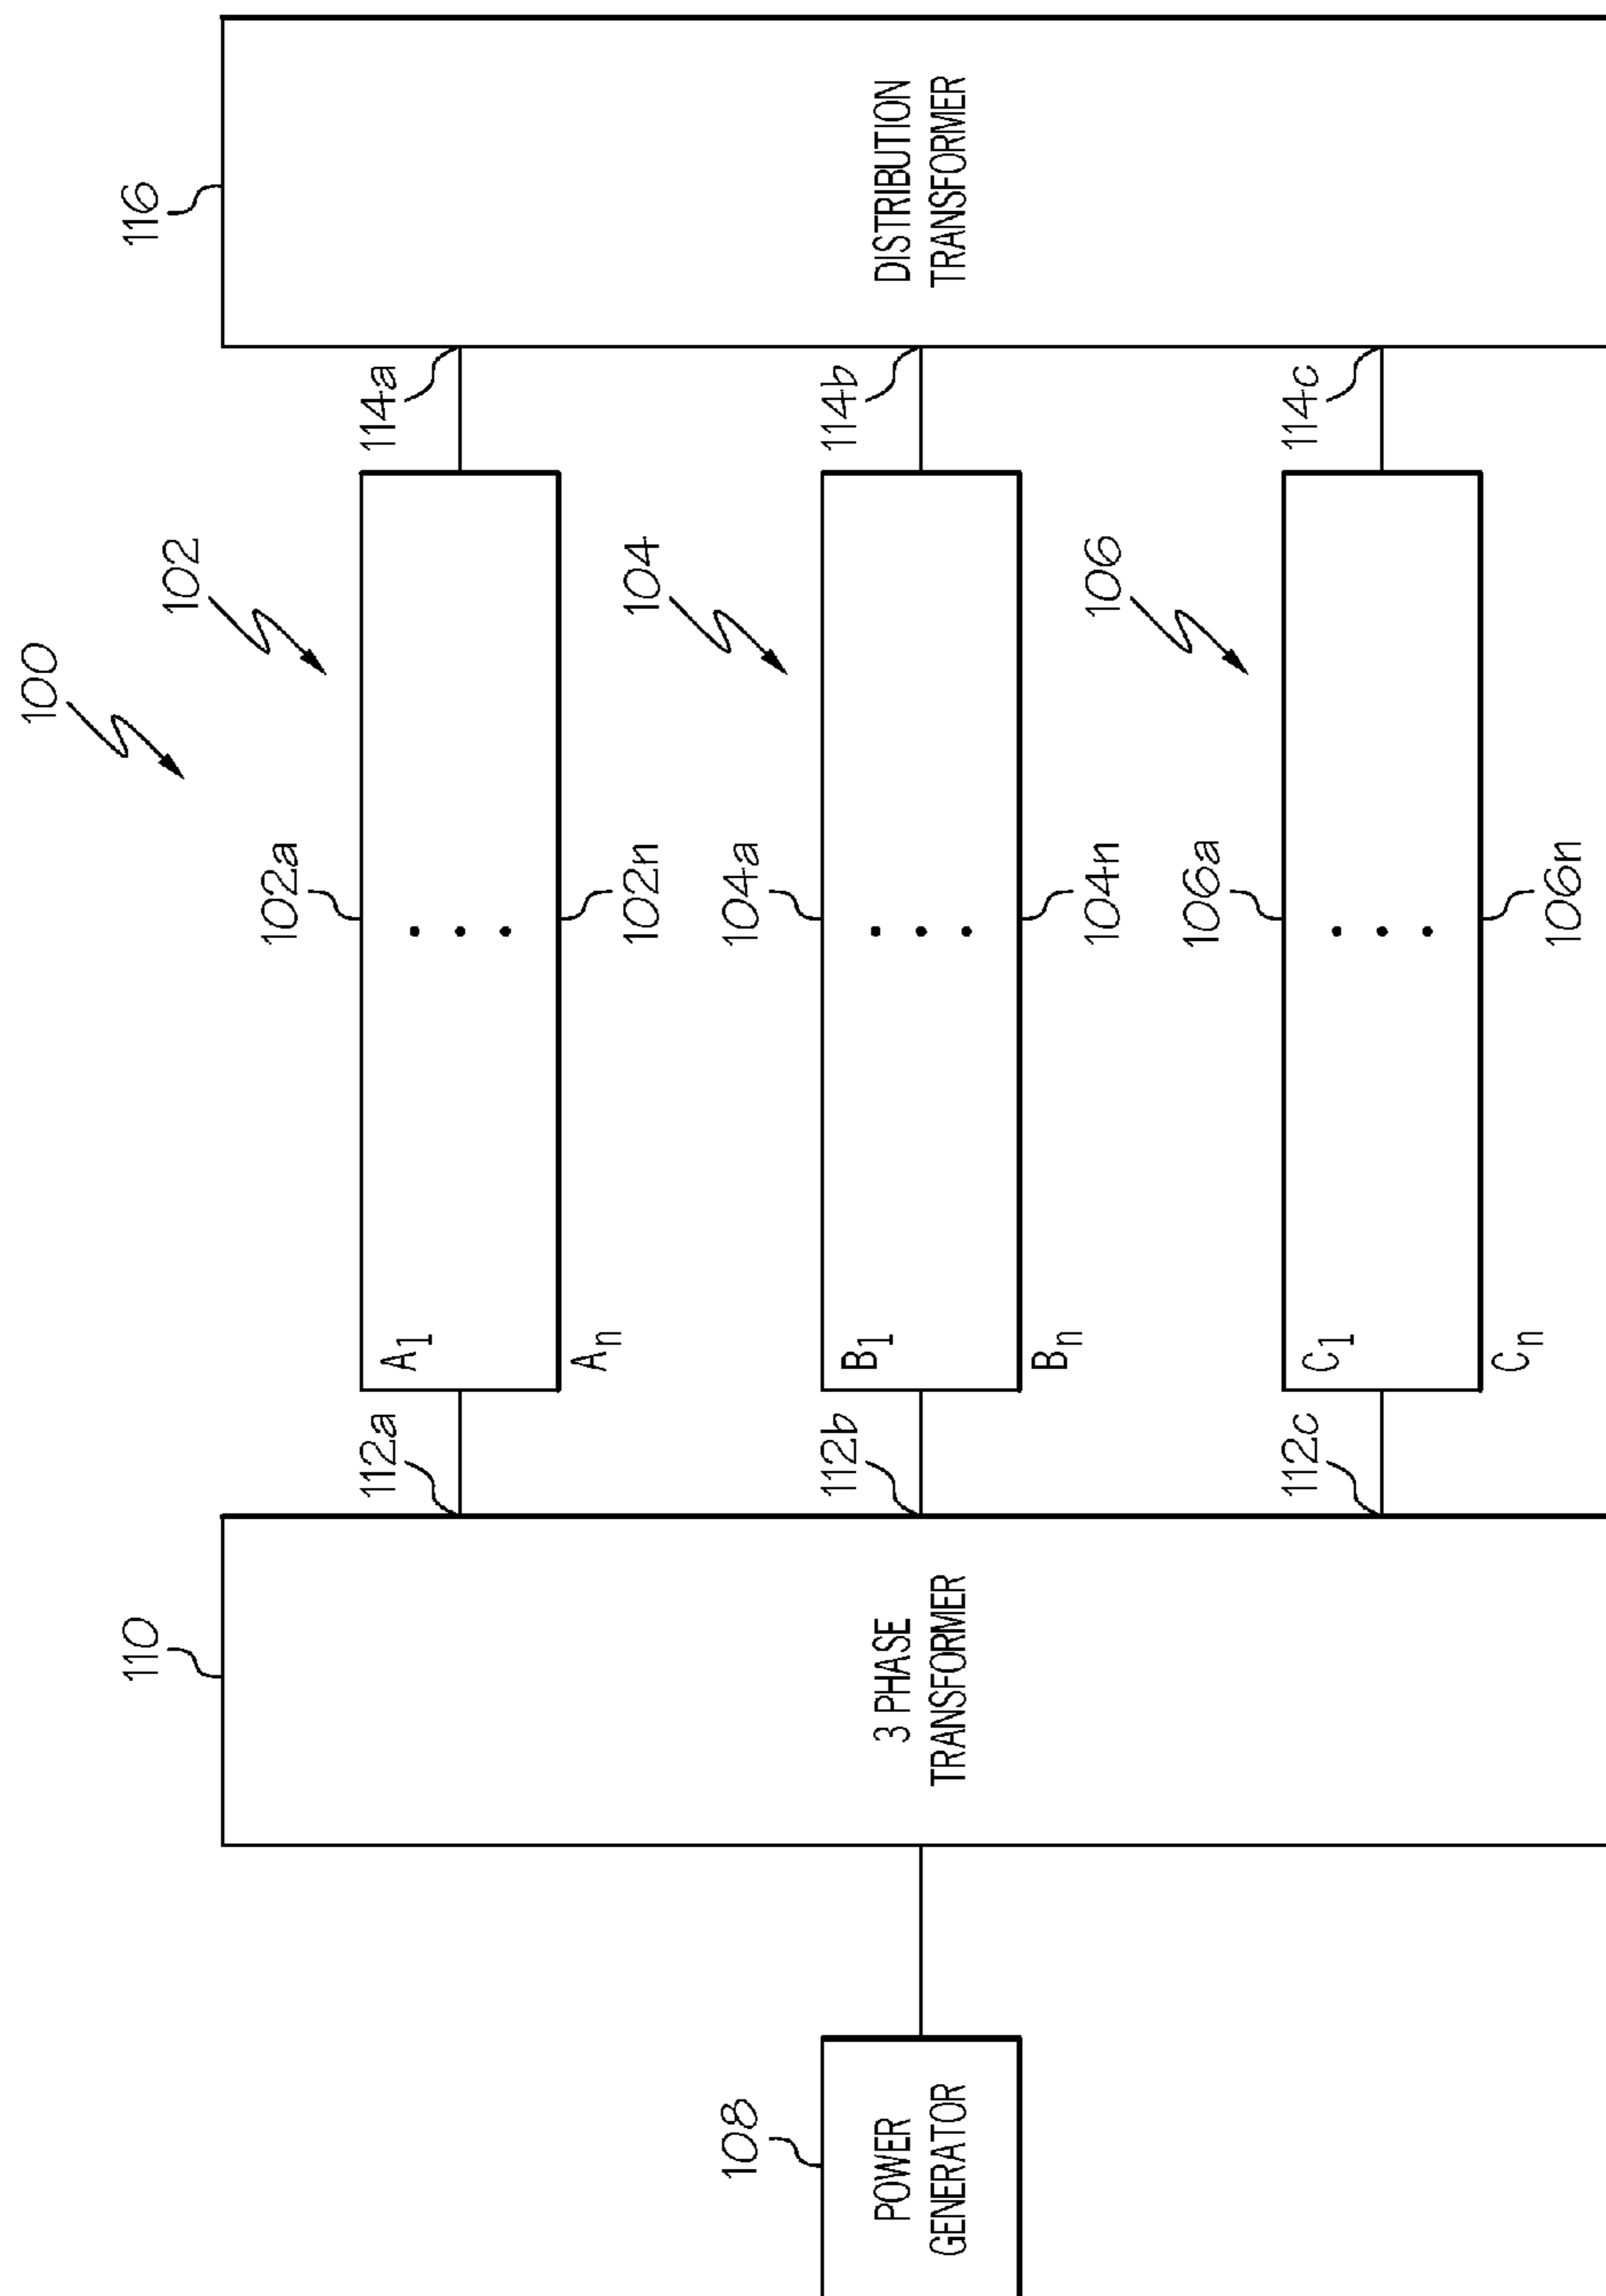 100
102
104
106
108
POWER
GENERATOR
110
3 PHASE
TRANSFORMER
112a
112b
112c
A1
An
B1
Bn
C1
Cn
102a
102n
104a
104n
106a
106n
114a
114b
114c
116
DISTRIBUTION
TRANSFORMER